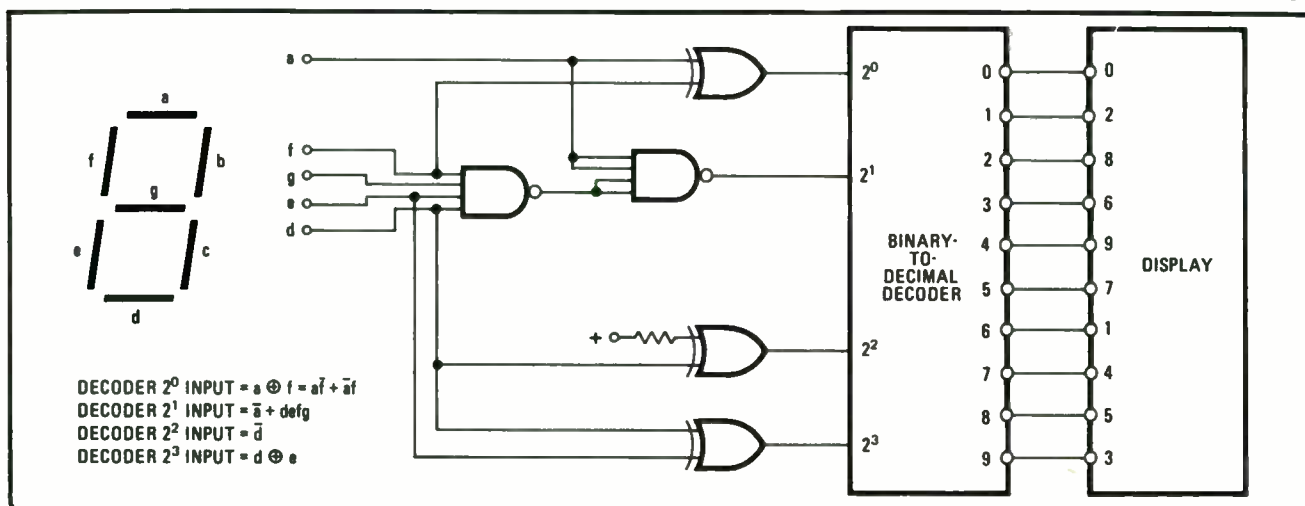 a
f
b
g
e
c
d
a
f
g
e
d
2⁰
2¹
2²
2³
+
BINARY-
TO-
DECIMAL
DECODER
0
1
2
3
4
5
6
7
8
9
0
2
8
6
9
7
1
4
5
3
DISPLAY
DECODER 2⁰ INPUT = a ⊕ f = af̅ + a̅f
DECODER 2¹ INPUT = a̅ + defg
DECODER 2² INPUT = d̅
DECODER 2³ INPUT = d ⊕ e